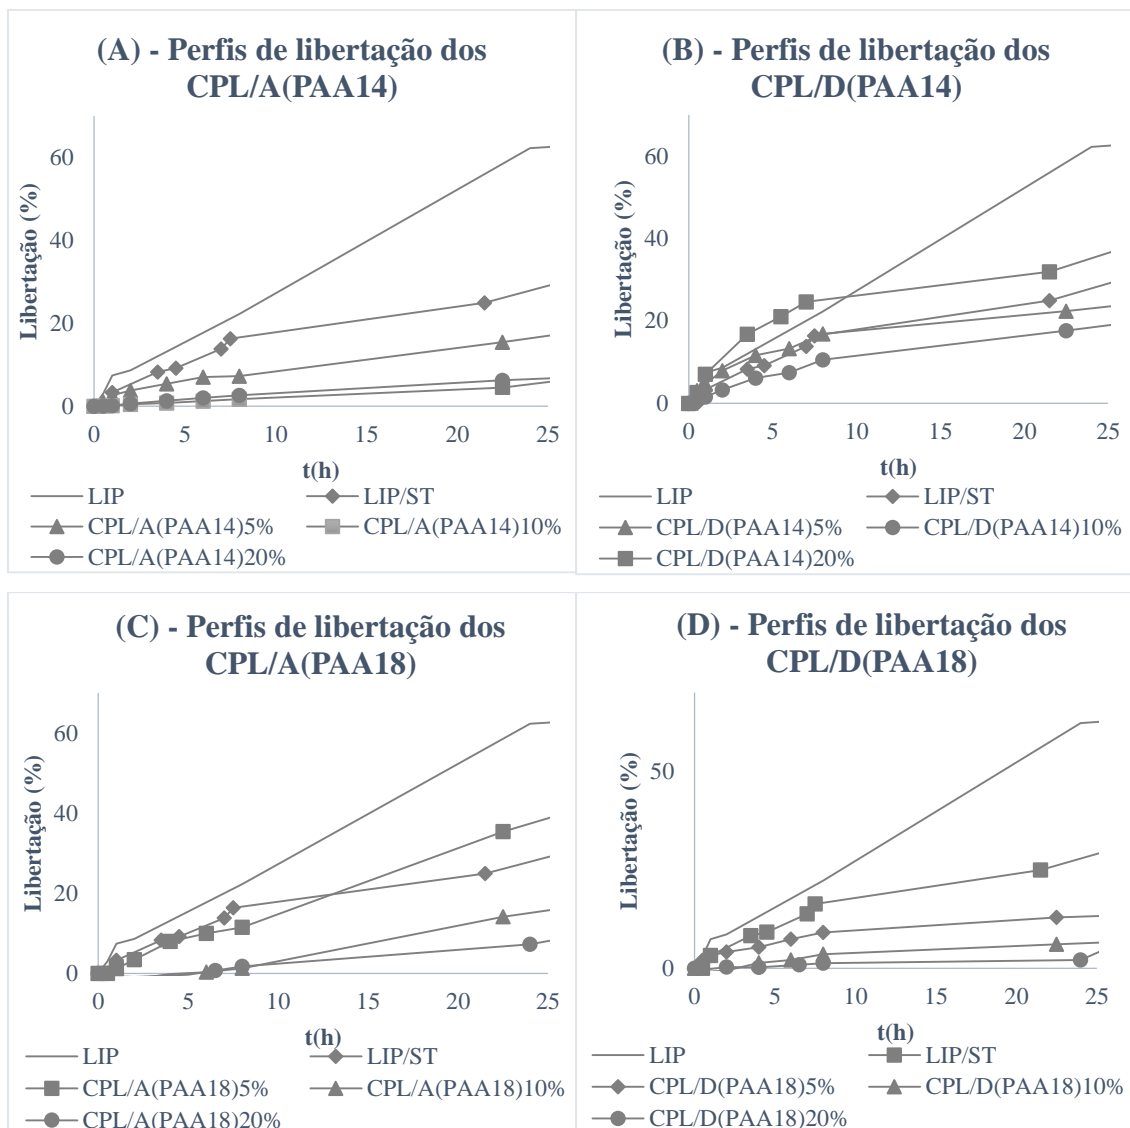 (A) - Perfis de libertação dos
CPL/A(PAA14)
Libertação (%)
60
40
20
0
0 5 10 15 20 25
t(h)
LIP LIP/ST
CPL/A(PAA14)5% CPL/A(PAA14)10%
CPL/A(PAA14)20%
(B) - Perfis de libertação dos
CPL/D(PAA14)
Libertação (%)
60
40
20
0
0 5 10 15 20 25
t(h)
LIP LIP/ST
CPL/D(PAA14)5% CPL/D(PAA14)10%
CPL/D(PAA14)20%
(C) - Perfis de libertação dos
CPL/A(PAA18)
Libertação (%)
60
40
20
0
0 5 10 15 20 25
t(h)
LIP LIP/ST
CPL/A(PAA18)5% CPL/A(PAA18)10%
CPL/A(PAA18)20%
(D) - Perfis de libertação dos
CPL/D(PAA18)
Libertação (%)
50
0
0 5 10 15 20 25
t(h)
LIP LIP/ST
CPL/D(PAA18)5% CPL/D(PAA18)10%
CPL/D(PAA18)20%